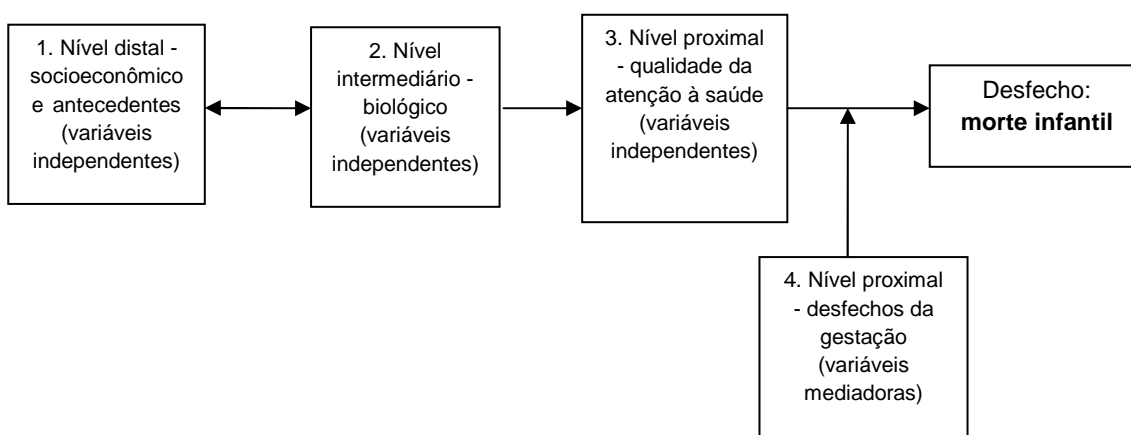 1. Nível distal -
socioeconômico
e antecedentes
(variáveis
independentes)
2. Nível
intermediário -
biológico
(variáveis
independentes)
3. Nível proximal
- qualidade da
atenção à saúde
(variáveis
independentes)
Desfecho:
morte infantil
4. Nível proximal
- desfechos da
gestação
(variáveis
mediadoras)